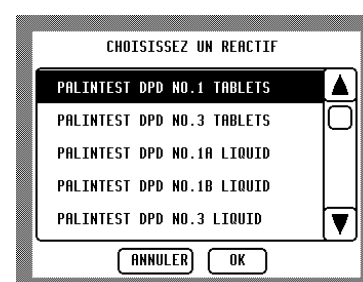 CHOISISSEZ UN REACTIF
PALINTEST DPD NO.1 TABLETS
PALINTEST DPD NO.3 TABLETS
PALINTEST DPD NO.1A LIQUID
PALINTEST DPD NO.1B LIQUID
PALINTEST DPD NO.3 LIQUID
ANNULER OK